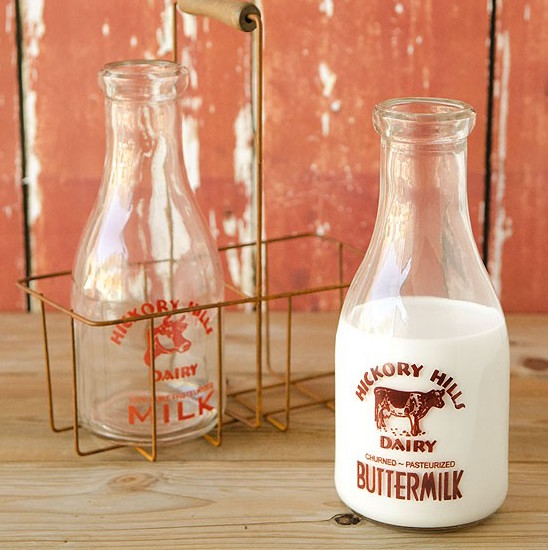 HICKORY HILLS
DAIRY
MILK
HICKORY HILLS
DAIRY
CHURNED ~ PASTEURIZED
BUTTERMILK